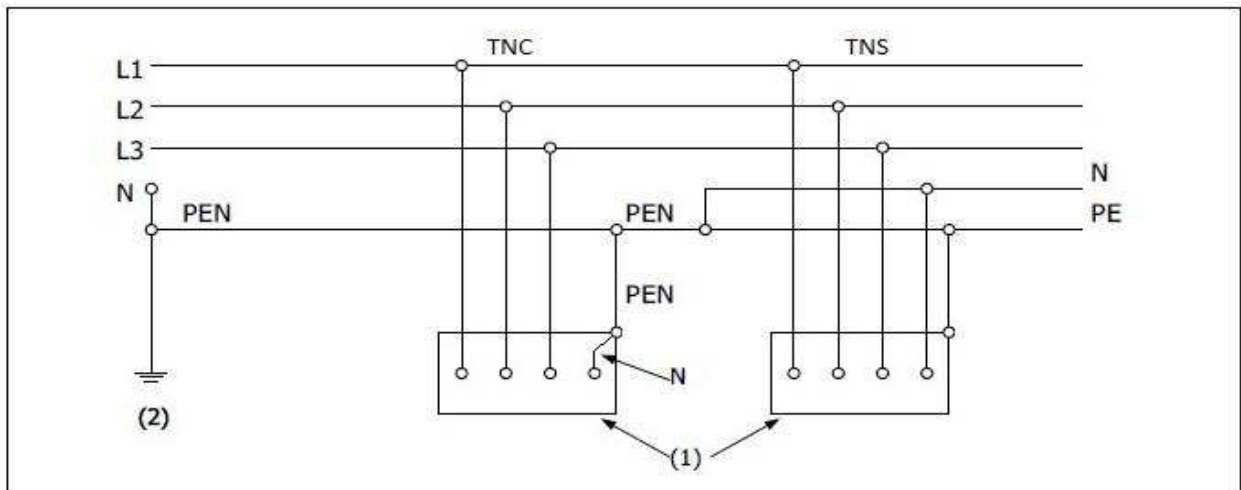 TNC TNS
L1
L2
L3
N N
PEN PEN PE
PEN
N
(2) (1)